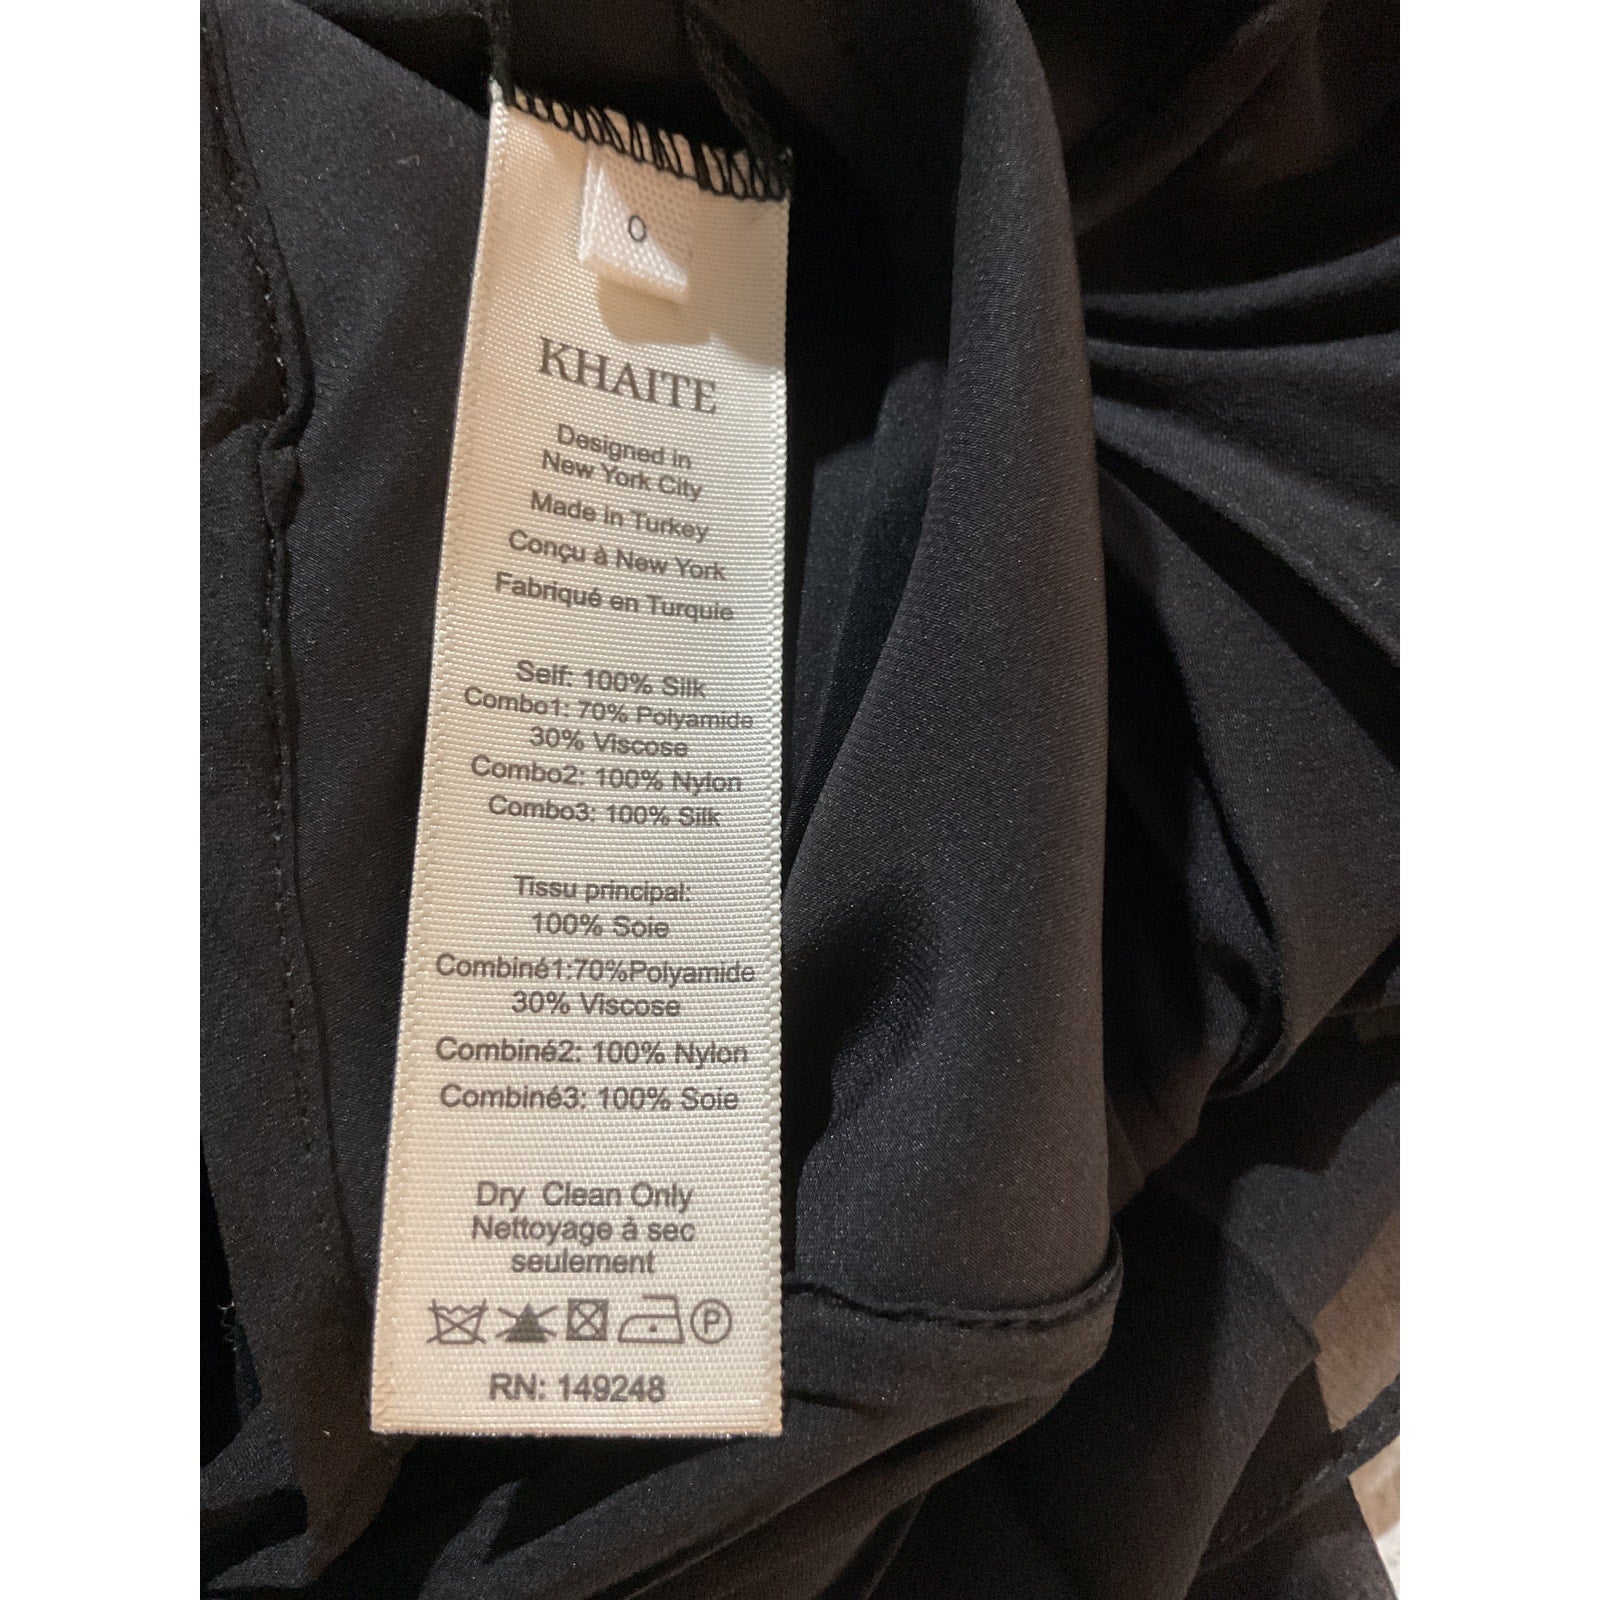 0
KHAITE
Designed in
New York City
Made in Turkey
Conçu à New York
Fabriqué en Turquie
Self: 100% Silk
Combo1: 70% Polyamide
30% Viscose
Combo2: 100% Nylon
Combo3: 100% Silk
Tissu principal:
100% Soie
Combiné1:70%Polyamide
30% Viscose
Combiné2: 100% Nylon
Combiné3: 100% Soie
Dry Clean Only
Nettoyage à sec
seulement
P
RN: 149248